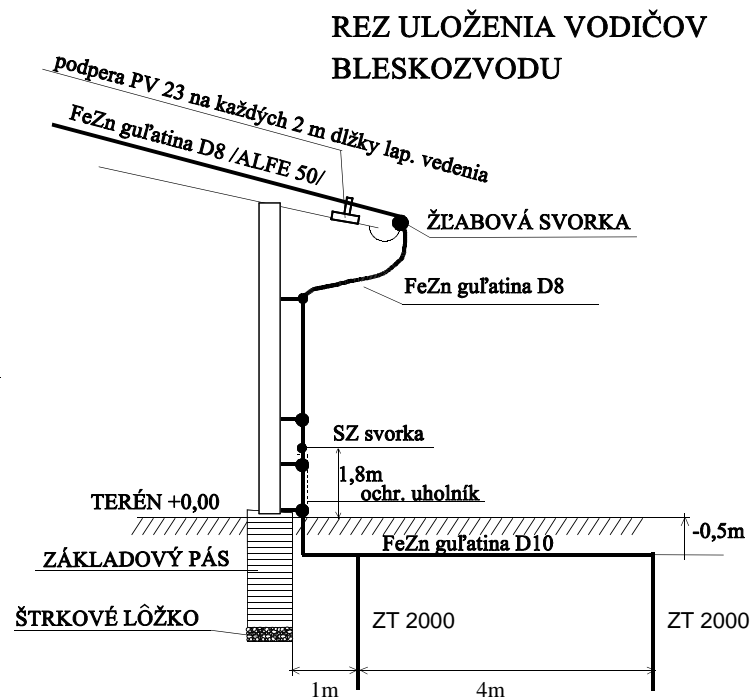 REZ ULOŽENIA VODIČOV
BLESKOZVODU
podpera PV 23 na každých 2 m dlžky lap. vedenia
FeZn guľatina D8 /ALFE 50/
ŽĽABOVÁ SVORKA
FeZn guľatina D8
SZ svorka
1,8m
ochr. uholník
TERÉN +0,00
-0,5m
FeZn guľatina D10
ZÁKLADOVÝ PÁS
ŠTRKOVÉ LÔŽKO
ZT 2000
ZT 2000
1m
4m